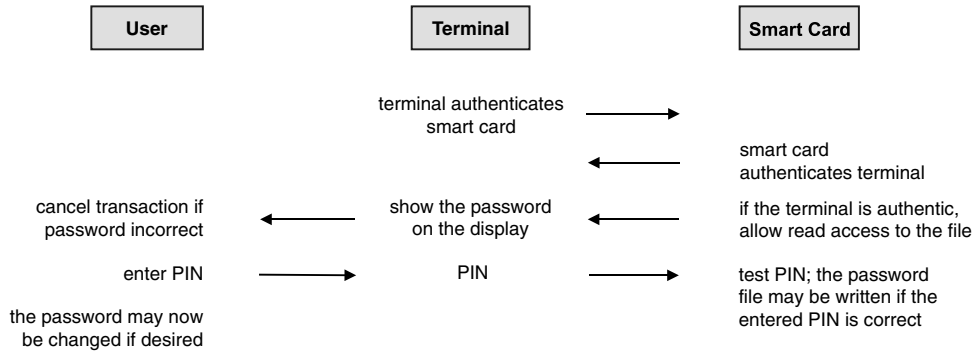 User
Terminal
Smart Card
terminal authenticates
smart card
smart card
authenticates terminal
cancel transaction if
password incorrect
show the password
on the display
if the terminal is authentic,
allow read access to the file
enter PIN
PIN
test PIN; the password
file may be written if the
entered PIN is correct
the password may now
be changed if desired